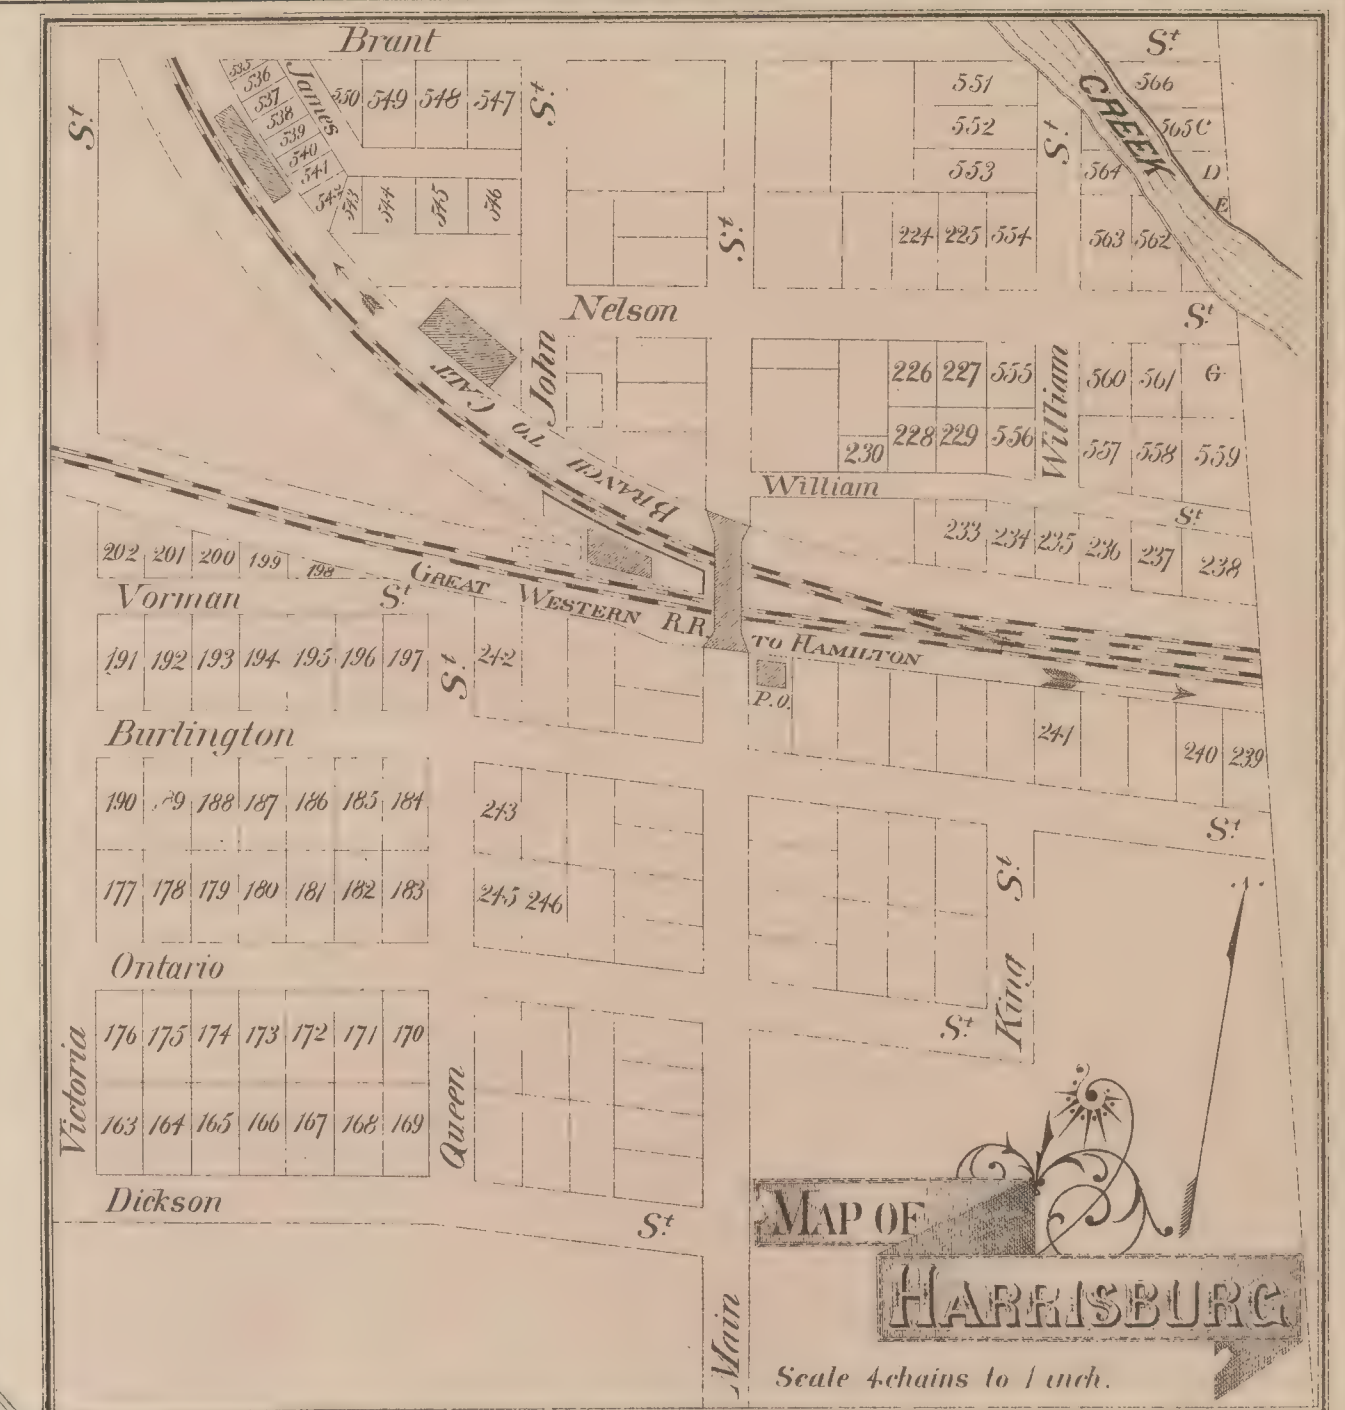 Brant St.
St.
James
St.
535
536
537
538
539
540
541
542
543
544
545
546
550 549 548 547
551
552
553
St.
CREEK
566
565 C
564 D
E
St.
224 225 554
563 562
Nelson St.
John
GALT
TO
BRANCH
226 227 555
William
560 561 G
228 229 556
230
557 558 559
William St.
233 234 235 236 237 238
202 201 200 199 198
Vorman St.
GREAT WESTERN R.R.
TO HAMILTON
191 192 193 194 195 196 197
St.
242
P.O.
241
240 239
Burlington St.
190 188 187 186 185 184
243
177 178 179 180 181 182 183
245 246
St.
King
Ontario St.
176 175 174 173 172 171 170
Victoria
Queen
163 164 165 166 167 168 169
Dickson St.
Main
MAP OF
HARRISBURG
Scale 4 chains to 1 inch.